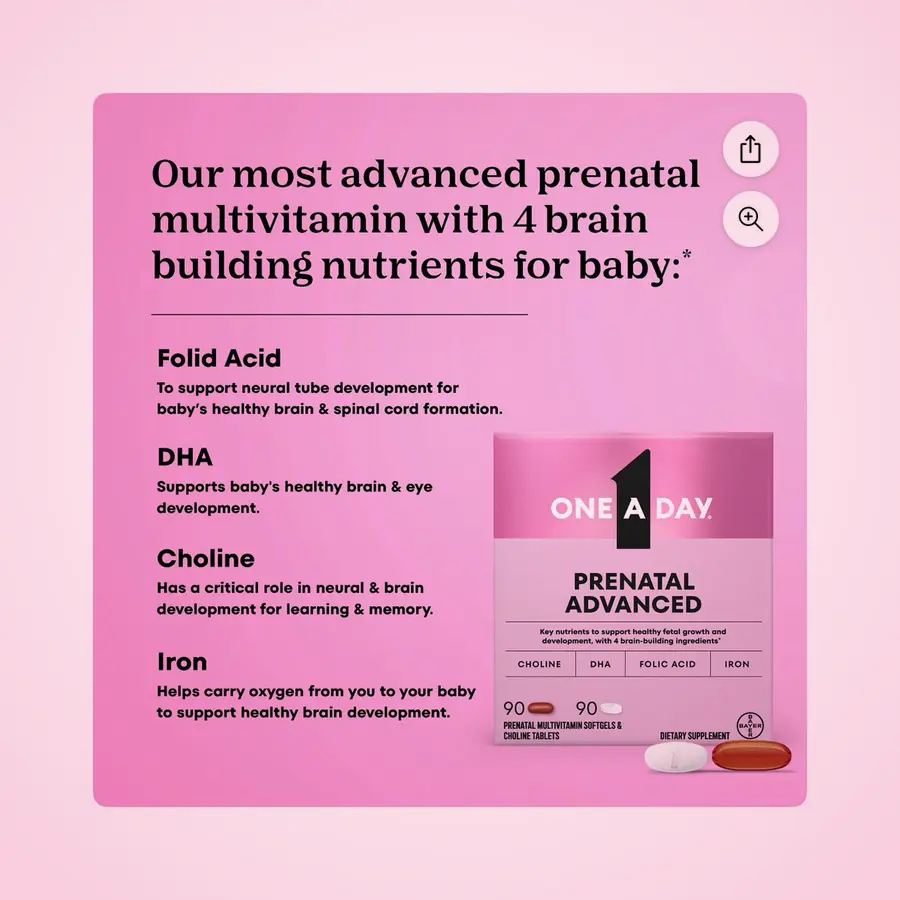 Our most advanced prenatal
multivitamin with 4 brain
building nutrients for baby:*
Folid Acid
To support neural tube development for
baby's healthy brain & spinal cord formation.
DHA
Supports baby's healthy brain & eye
development.
Choline
Has a critical role in neural & brain
development for learning & memory.
Iron
Helps carry oxygen from you to your baby
to support healthy brain development.
1
ONE A DAY.
PRENATAL
ADVANCED
Key nutrients to support healthy fetal growth and
development, with 4 brain-building ingredients*
CHOLINE DHA FOLIC ACID IRON
90 90
PRENATAL MULTIVITAMIN SOFTGELS &
CHOLINE TABLETS
DIETARY SUPPLEMENT
BAYER
BAYER